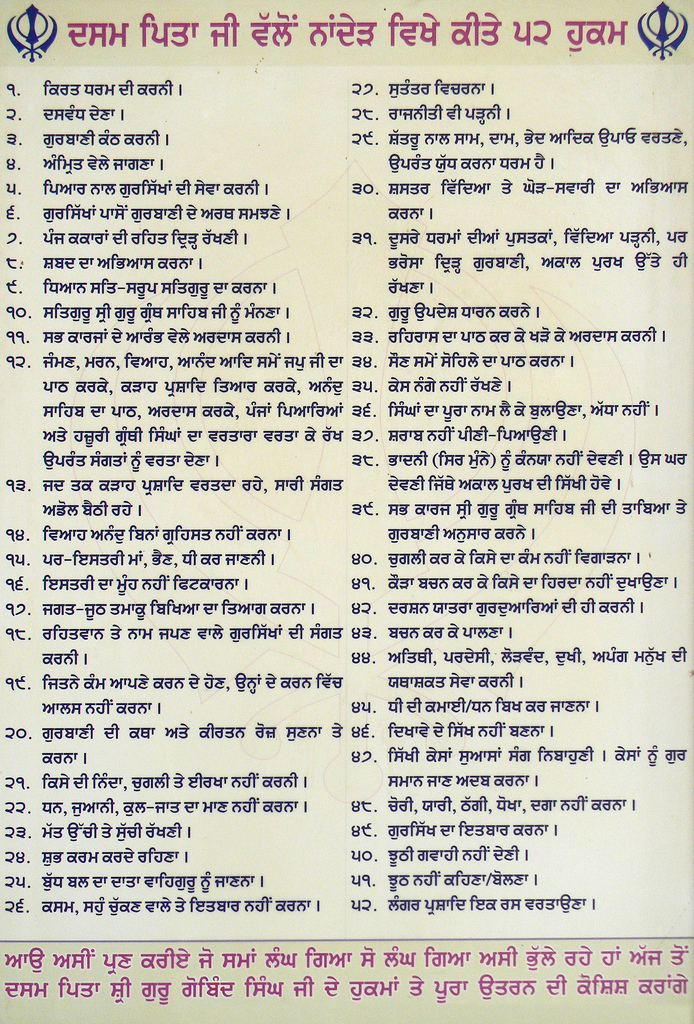 ਦਸਮ ਪਿਤਾ ਜੀ ਵੱਲੋਂ ਨਾਂਦੇੜ ਵਿਖੇ ਕੀਤੇ ੫੨ ਹੁਕਮ
੧. ਕਿਰਤ ਧਰਮ ਦੀ ਕਰਨੀ।
੨. ਦਸਵੰਧ ਦੇਣਾ।
੩. ਗੁਰਬਾਣੀ ਕੰਠ ਕਰਨੀ।
੪. ਅੰਮ੍ਰਿਤ ਵੇਲੇ ਜਾਗਣਾ।
੫. ਪਿਆਰ ਨਾਲ ਗੁਰਸਿੱਖਾਂ ਦੀ ਸੇਵਾ ਕਰਨੀ।
੬. ਗੁਰਸਿੱਖਾਂ ਪਾਸੋਂ ਗੁਰਬਾਣੀ ਦੇ ਅਰਥ ਸਮਝਣੇ।
੭. ਪੰਜ ਕਕਾਰਾਂ ਦੀ ਰਹਿਤ ਦ੍ਰਿੜ੍ਹ ਰੱਖਣੀ।
੮. ਸ਼ਬਦ ਦਾ ਅਭਿਆਸ ਕਰਨਾ।
੯. ਧਿਆਨ ਸਤਿ-ਸਰੂਪ ਸਤਿਗੁਰੂ ਦਾ ਕਰਨਾ।
੧੦. ਸਤਿਗੁਰੂ ਸ੍ਰੀ ਗੁਰੂ ਗ੍ਰੰਥ ਸਾਹਿਬ ਜੀ ਨੂੰ ਮੰਨਣਾ।
੧੧. ਸਭ ਕਾਰਜਾਂ ਦੇ ਆਰੰਭ ਵੇਲੇ ਅਰਦਾਸ ਕਰਨੀ।
੧੨. ਜੰਮਣ, ਮਰਨ, ਵਿਆਹ, ਆਨੰਦ ਆਦਿ ਸਮੇਂ ਜਪੁ ਜੀ ਦਾ
ਪਾਠ ਕਰਕੇ, ਕੜਾਹ ਪ੍ਰਸ਼ਾਦਿ ਤਿਆਰ ਕਰਕੇ, ਅਨੰਦੁ
ਸਾਹਿਬ ਦਾ ਪਾਠ, ਅਰਦਾਸ ਕਰਕੇ, ਪੰਜਾਂ ਪਿਆਰਿਆਂ
ਅਤੇ ਹਜ਼ੂਰੀ ਗ੍ਰੰਥੀ ਸਿੰਘਾਂ ਦਾ ਵਰਤਾਰਾ ਵਰਤਾ ਕੇ ਰੱਖ
ਉਪਰੰਤ ਸੰਗਤਾਂ ਨੂੰ ਵਰਤਾ ਦੇਣਾ।
੧੩. ਜਦ ਤਕ ਕੜਾਹ ਪ੍ਰਸ਼ਾਦਿ ਵਰਤਦਾ ਰਹੇ, ਸਾਰੀ ਸੰਗਤ
ਅਡੋਲ ਬੈਠੀ ਰਹੇ।
੧੪. ਵਿਆਹ ਅਨੰਦੁ ਬਿਨਾਂ ਗ੍ਰਹਿਸਤ ਨਹੀਂ ਕਰਨਾ।
੧੫. ਪਰ-ਇਸਤਰੀ ਮਾਂ, ਭੈਣ, ਧੀ ਕਰ ਜਾਣਨੀ।
੧੬. ਇਸਤਰੀ ਦਾ ਮੂੰਹ ਨਹੀਂ ਫਿਟਕਾਰਨਾ।
੧੭. ਜਗਤ-ਜੂਠ ਤਮਾਕੂ ਬਿਖਿਆ ਦਾ ਤਿਆਗ ਕਰਨਾ।
੧੮. ਰਹਿਤਵਾਨ ਤੇ ਨਾਮ ਜਪਣ ਵਾਲੇ ਗੁਰਸਿੱਖਾਂ ਦੀ ਸੰਗਤ
ਕਰਨੀ।
੧੯. ਜਿਤਨੇ ਕੰਮ ਆਪਣੇ ਕਰਨ ਦੇ ਹੋਣ, ਉਨ੍ਹਾਂ ਦੇ ਕਰਨ ਵਿੱਚ
ਆਲਸ ਨਹੀਂ ਕਰਨਾ।
੨੦. ਗੁਰਬਾਣੀ ਦੀ ਕਥਾ ਅਤੇ ਕੀਰਤਨ ਰੋਜ਼ ਸੁਣਨਾ ਤੇ
ਕਰਨਾ।
੨੧. ਕਿਸੇ ਦੀ ਨਿੰਦਾ, ਚੁਗਲੀ ਤੇ ਈਰਖਾ ਨਹੀਂ ਕਰਨੀ।
੨੨. ਧਨ, ਜੁਆਨੀ, ਕੁਲ-ਜਾਤ ਦਾ ਮਾਣ ਨਹੀਂ ਕਰਨਾ।
੨੩. ਮੱਤ ਉੱਚੀ ਤੇ ਸੁੱਚੀ ਰੱਖਣੀ।
੨੪. ਸ਼ੁਭ ਕਰਮ ਕਰਦੇ ਰਹਿਣਾ।
੨੫. ਬੁੱਧ ਬਲ ਦਾ ਦਾਤਾ ਵਾਹਿਗੁਰੂ ਨੂੰ ਜਾਣਨਾ।
੨੬. ਕਸਮ, ਸਹੁੰ ਚੁੱਕਣ ਵਾਲੇ ਤੇ ਇਤਬਾਰ ਨਹੀਂ ਕਰਨਾ।
੨੭. ਸੁਤੰਤਰ ਵਿਚਰਨਾ।
੨੮. ਰਾਜਨੀਤੀ ਵੀ ਪੜ੍ਹਨੀ।
੨੯. ਸ਼ੱਤਰੂ ਨਾਲ ਸਾਮ, ਦਾਮ, ਭੇਦ ਆਦਿਕ ਉਪਾਓ ਵਰਤਣੇ,
ਉਪਰੰਤ ਯੁੱਧ ਕਰਨਾ ਧਰਮ ਹੈ।
੩੦. ਸ਼ਸਤਰ ਵਿੱਦਿਆ ਤੇ ਘੋੜ-ਸਵਾਰੀ ਦਾ ਅਭਿਆਸ
ਕਰਨਾ।
੩੧. ਦੂਸਰੇ ਧਰਮਾਂ ਦੀਆਂ ਪੁਸਤਕਾਂ, ਵਿੱਦਿਆ ਪੜ੍ਹਨੀ, ਪਰ
ਭਰੋਸਾ ਦ੍ਰਿੜ੍ਹ ਗੁਰਬਾਣੀ, ਅਕਾਲ ਪੁਰਖ ਉੱਤੇ ਹੀ
ਰੱਖਣਾ।
੩੨. ਗੁਰੂ ਉਪਦੇਸ਼ ਧਾਰਨ ਕਰਨੇ।
੩੩. ਰਹਿਰਾਸ ਦਾ ਪਾਠ ਕਰ ਕੇ ਖੜੋ ਕੇ ਅਰਦਾਸ ਕਰਨੀ।
੩੪. ਸੌਣ ਸਮੇਂ ਸੋਹਿਲੇ ਦਾ ਪਾਠ ਕਰਨਾ।
੩੫. ਕੇਸ ਨੰਗੇ ਨਹੀਂ ਰੱਖਣੇ।
੩੬. ਸਿੰਘਾਂ ਦਾ ਪੂਰਾ ਨਾਮ ਲੈ ਕੇ ਬੁਲਾਉਣਾ, ਅੱਧਾ ਨਹੀਂ।
੩੭. ਸ਼ਰਾਬ ਨਹੀਂ ਪੀਣੀ-ਪਿਆਉਣੀ।
੩੮. ਭਾਦਨੀ (ਸਿਰ ਮੁੰਨੇ) ਨੂੰ ਕੰਨਯਾ ਨਹੀਂ ਦੇਵਣੀ। ਉਸ ਘਰ
ਦੇਵਣੀ ਜਿੱਥੇ ਅਕਾਲ ਪੁਰਖ ਦੀ ਸਿੱਖੀ ਹੋਵੇ।
੩੯. ਸਭ ਕਾਰਜ ਸ੍ਰੀ ਗੁਰੂ ਗ੍ਰੰਥ ਸਾਹਿਬ ਜੀ ਦੀ ਤਾਬਿਆ ਤੇ
ਗੁਰਬਾਣੀ ਅਨੁਸਾਰ ਕਰਨੇ।
੪੦. ਚੁਗਲੀ ਕਰ ਕੇ ਕਿਸੇ ਦਾ ਕੰਮ ਨਹੀਂ ਵਿਗਾੜਨਾ।
੪੧. ਕੌੜਾ ਬਚਨ ਕਰ ਕੇ ਕਿਸੇ ਦਾ ਹਿਰਦਾ ਨਹੀਂ ਦੁਖਾਉਣਾ।
੪੨. ਦਰਸ਼ਨ ਯਾਤਰਾ ਗੁਰਦੁਆਰਿਆਂ ਦੀ ਹੀ ਕਰਨੀ।
੪੩. ਬਚਨ ਕਰ ਕੇ ਪਾਲਣਾ।
੪੪. ਅਤਿਥੀ, ਪਰਦੇਸੀ, ਲੋੜਵੰਦ, ਦੁਖੀ, ਅਪੰਗ ਮਨੁੱਖ ਦੀ
ਯਥਾਸ਼ਕਤ ਸੇਵਾ ਕਰਨੀ।
੪੫. ਧੀ ਦੀ ਕਮਾਈ/ਧਨ ਬਿਖ ਕਰ ਜਾਣਨਾ।
੪੬. ਦਿਖਾਵੇ ਦੇ ਸਿੱਖ ਨਹੀਂ ਬਣਨਾ।
੪੭. ਸਿੱਖੀ ਕੇਸਾਂ ਸੁਆਸਾਂ ਸੰਗ ਨਿਬਾਹੁਣੀ। ਕੇਸਾਂ ਨੂੰ ਗੁਰ
ਸਮਾਨ ਜਾਣ ਅਦਬ ਕਰਨਾ।
੪੮. ਚੋਰੀ, ਯਾਰੀ, ਠੱਗੀ, ਧੋਖਾ, ਦਗਾ ਨਹੀਂ ਕਰਨਾ।
੪੯. ਗੁਰਸਿੱਖ ਦਾ ਇਤਬਾਰ ਕਰਨਾ।
੫੦. ਝੂਠੀ ਗਵਾਹੀ ਨਹੀਂ ਦੇਣੀ।
੫੧. ਝੂਠ ਨਹੀਂ ਕਹਿਣਾ/ਬੋਲਣਾ।
੫੨. ਲੰਗਰ ਪ੍ਰਸ਼ਾਦਿ ਇਕ ਰਸ ਵਰਤਾਉਣਾ।
ਆਉ ਅਸੀਂ ਪ੍ਰਣ ਕਰੀਏ ਜੋ ਸਮਾਂ ਲੰਘ ਗਿਆ ਸੋ ਲੰਘ ਗਿਆ ਅਸੀ ਭੁੱਲੇ ਰਹੇ ਹਾਂ ਅੱਜ ਤੋਂ
ਦਸਮ ਪਿਤਾ ਸ਼੍ਰੀ ਗੁਰੂ ਗੋਬਿੰਦ ਸਿੰਘ ਜੀ ਦੇ ਹੁਕਮਾਂ ਤੇ ਪੂਰਾ ਉਤਰਨ ਦੀ ਕੋਸ਼ਿਸ਼ ਕਰਾਂਗੇ